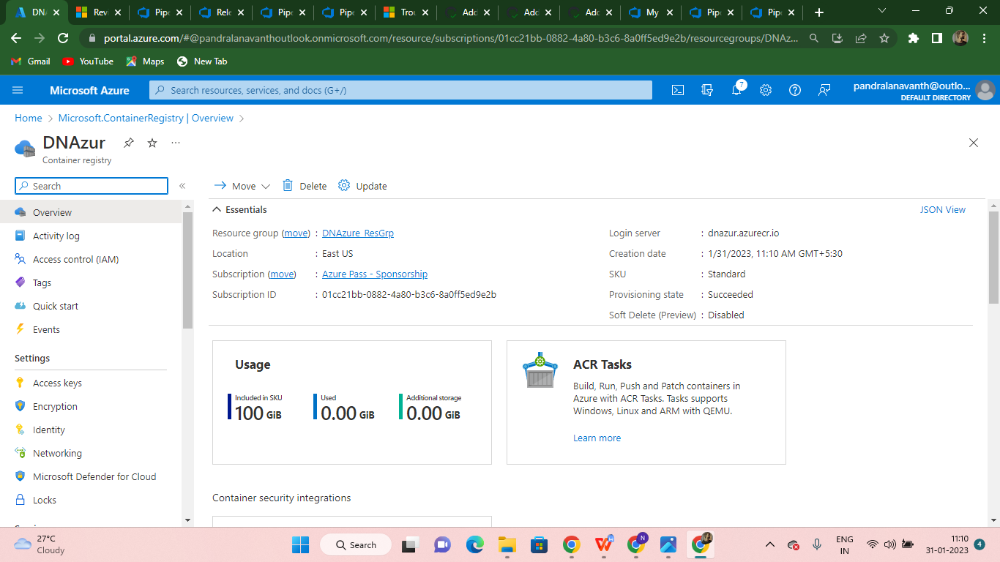 DNA
Rev
Pipe
Rele
Pipe
Pipe
Trou
Add
Add
Add
My
Pipe
Pipe
portal.azure.com/#@pandralanavanthoutlook.onmicrosoft.com/resource/subscriptions/01cc21bb-0882-4a80-b3c6-8a0ff5ed9e2b/resourcegroups/DNAz...
Gmail
YouTube
Maps
New Tab
Microsoft Azure
Search resources, services, and docs (G+/)
7
pandralanavanth@outlo...
DEFAULT DIRECTORY
Home > Microsoft.ContainerRegistry | Overview >
DNAzur
Container registry
Search
Move
Delete
Update
Overview
Activity log
Access control (IAM)
Tags
Quick start
Events
Settings
Access keys
Encryption
Identity
Networking
Microsoft Defender for Cloud
Locks
Essentials
JSON View
Resource group (move) : DNAzure_ResGrp
Location : East US
Subscription (move) : Azure Pass - Sponsorship
Subscription ID : 01cc21bb-0882-4a80-b3c6-8a0ff5ed9e2b
Login server : dnazur.azurecr.io
Creation date : 1/31/2023, 11:10 AM GMT+5:30
SKU : Standard
Provisioning state : Succeeded
Soft Delete (Preview) : Disabled
Usage
Included in SKU
100 GiB
Used
0.00 GiB
Additional storage
0.00 GiB
ACR Tasks
Build, Run, Push and Patch containers in
Azure with ACR Tasks. Tasks supports
Windows, Linux and ARM with QEMU.
Learn more
Container security integrations
27°C
Cloudy
Search
N
ENG
IN
11:10
31-01-2023
4